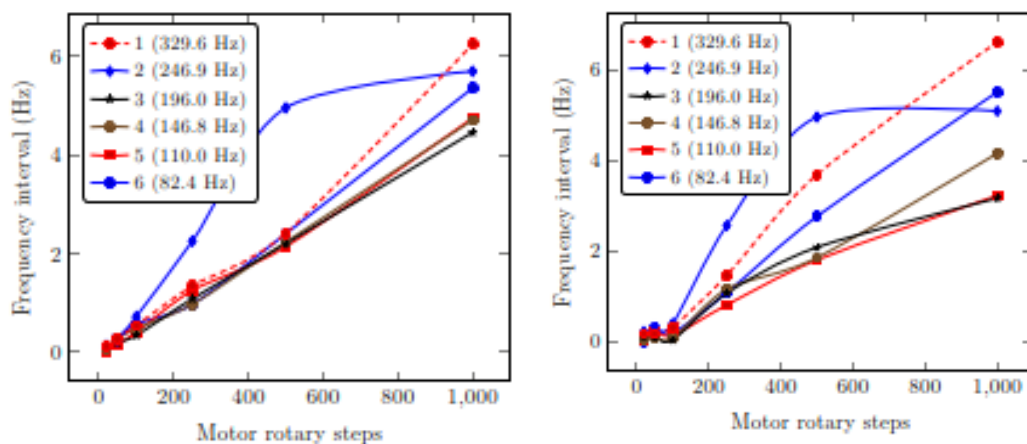 Frequency interval (Hz)
6
4
2
0
1 (329.6 Hz)
2 (246.9 Hz)
3 (196.0 Hz)
4 (146.8 Hz)
5 (110.0 Hz)
6 (82.4 Hz)
0 200 400 600 800 1,000
Motor rotary steps
Frequency interval (Hz)
6
4
2
0
1 (329.6 Hz)
2 (246.9 Hz)
3 (196.0 Hz)
4 (146.8 Hz)
5 (110.0 Hz)
6 (82.4 Hz)
0 200 400 600 800 1,000
Motor rotary steps